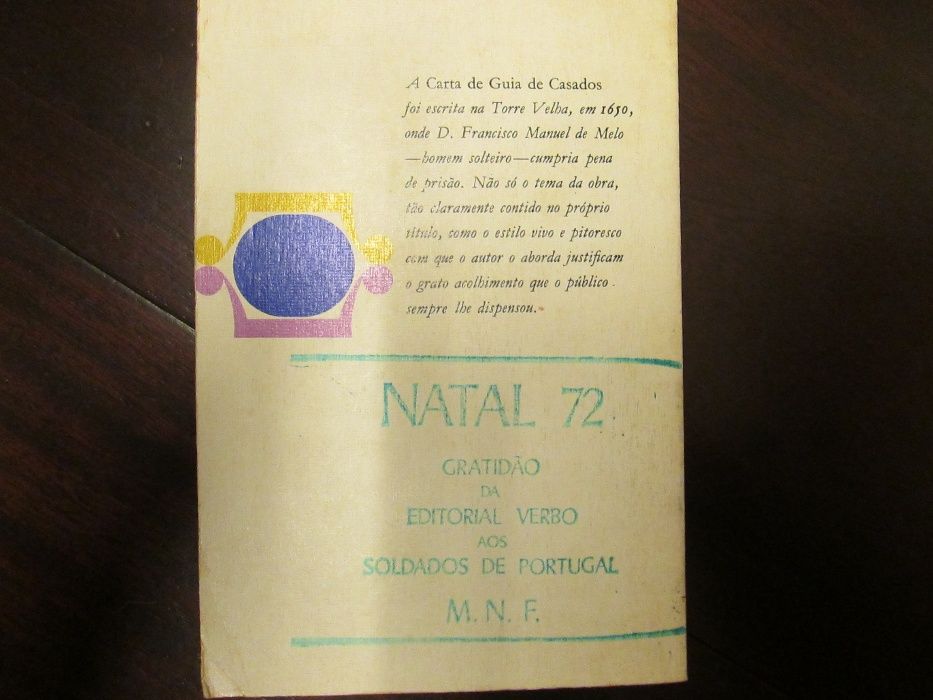 A Carta de Guia de Casados
foi escrita na Torre Velha, em 1650,
onde D. Francisco Manuel de Melo
—homem solteiro—cumpria pena
de prisão. Não só o tema da obra,
tão claramente contido no próprio
título, como o estilo vivo e pitoresco
com que o autor o aborda justificam
o grato acolhimento que o público
sempre lhe dispensou.
NATAL 72
GRATIDÃO
DA
EDITORIAL VERBO
AOS
SOLDADOS DE PORTUGAL
M. N. F.